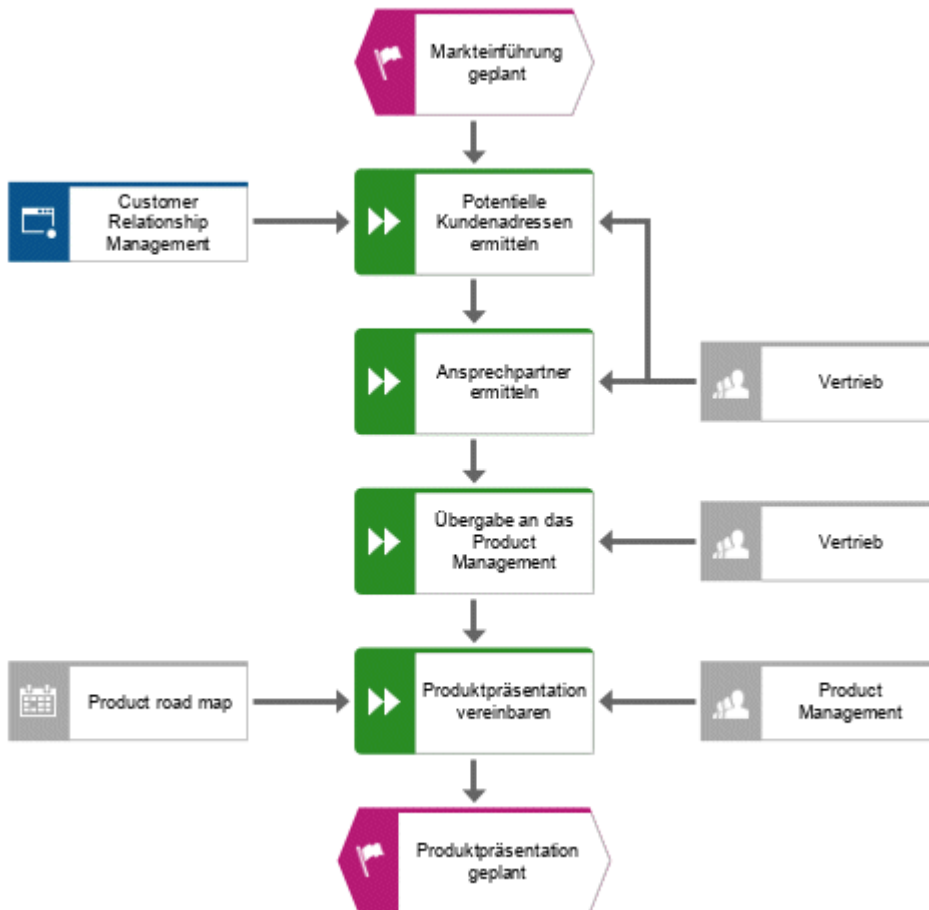 Markteinführung
geplant
Customer
Relationship
Management
Potentielle
Kundenadressen
ermitteln
Ansprechpartner
ermitteln
Vertrieb
Übergabe an das
Product
Management
Vertrieb
Product road map
Produktpräsentation
vereinbaren
Product
Management
Produktpräsentation
geplant